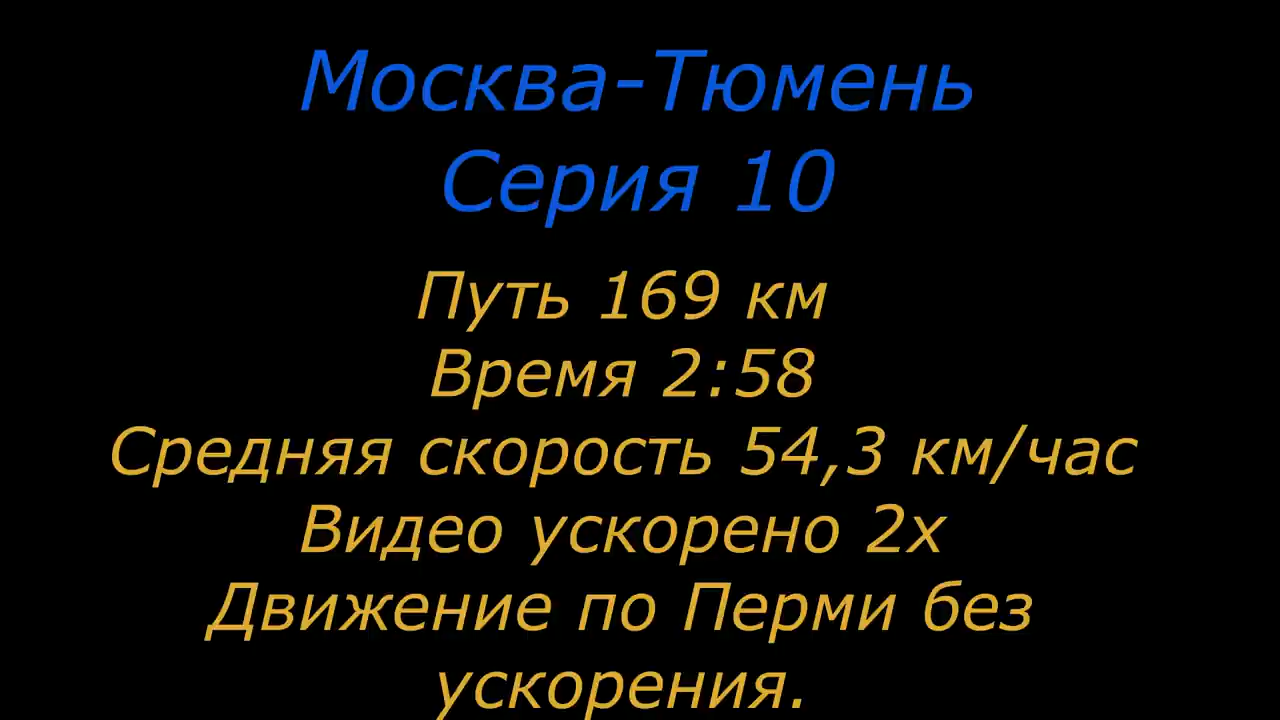 Москва-Тюмень
Серия 10
Путь 169 км
Время 2:58
Средняя скорость 54,3 км/час
Видео ускорено 2х
Движение по Перми без
ускорения.